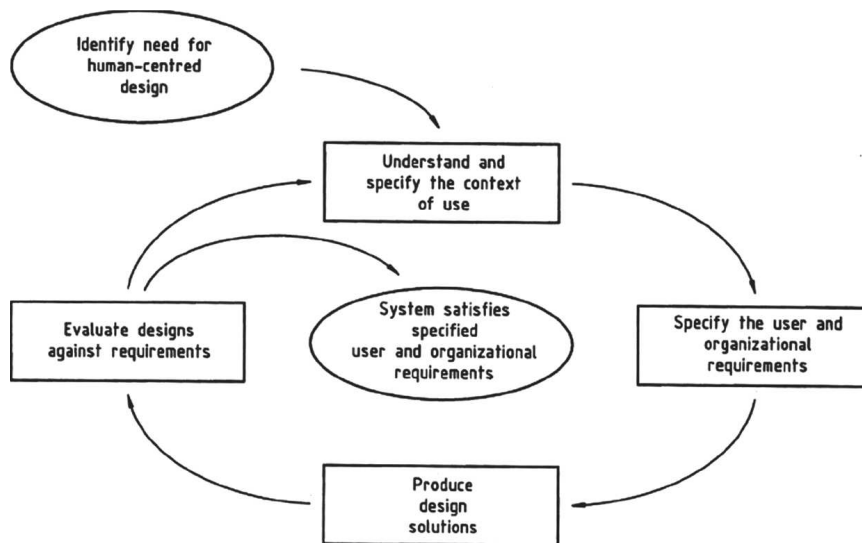 Identify need for
human-centred
design
Understand and
specify the context
of use
Specify the user and
organizational
requirements
Produce
design
solutions
Evaluate designs
against requirements
System satisfies
specified
user and organizational
requirements